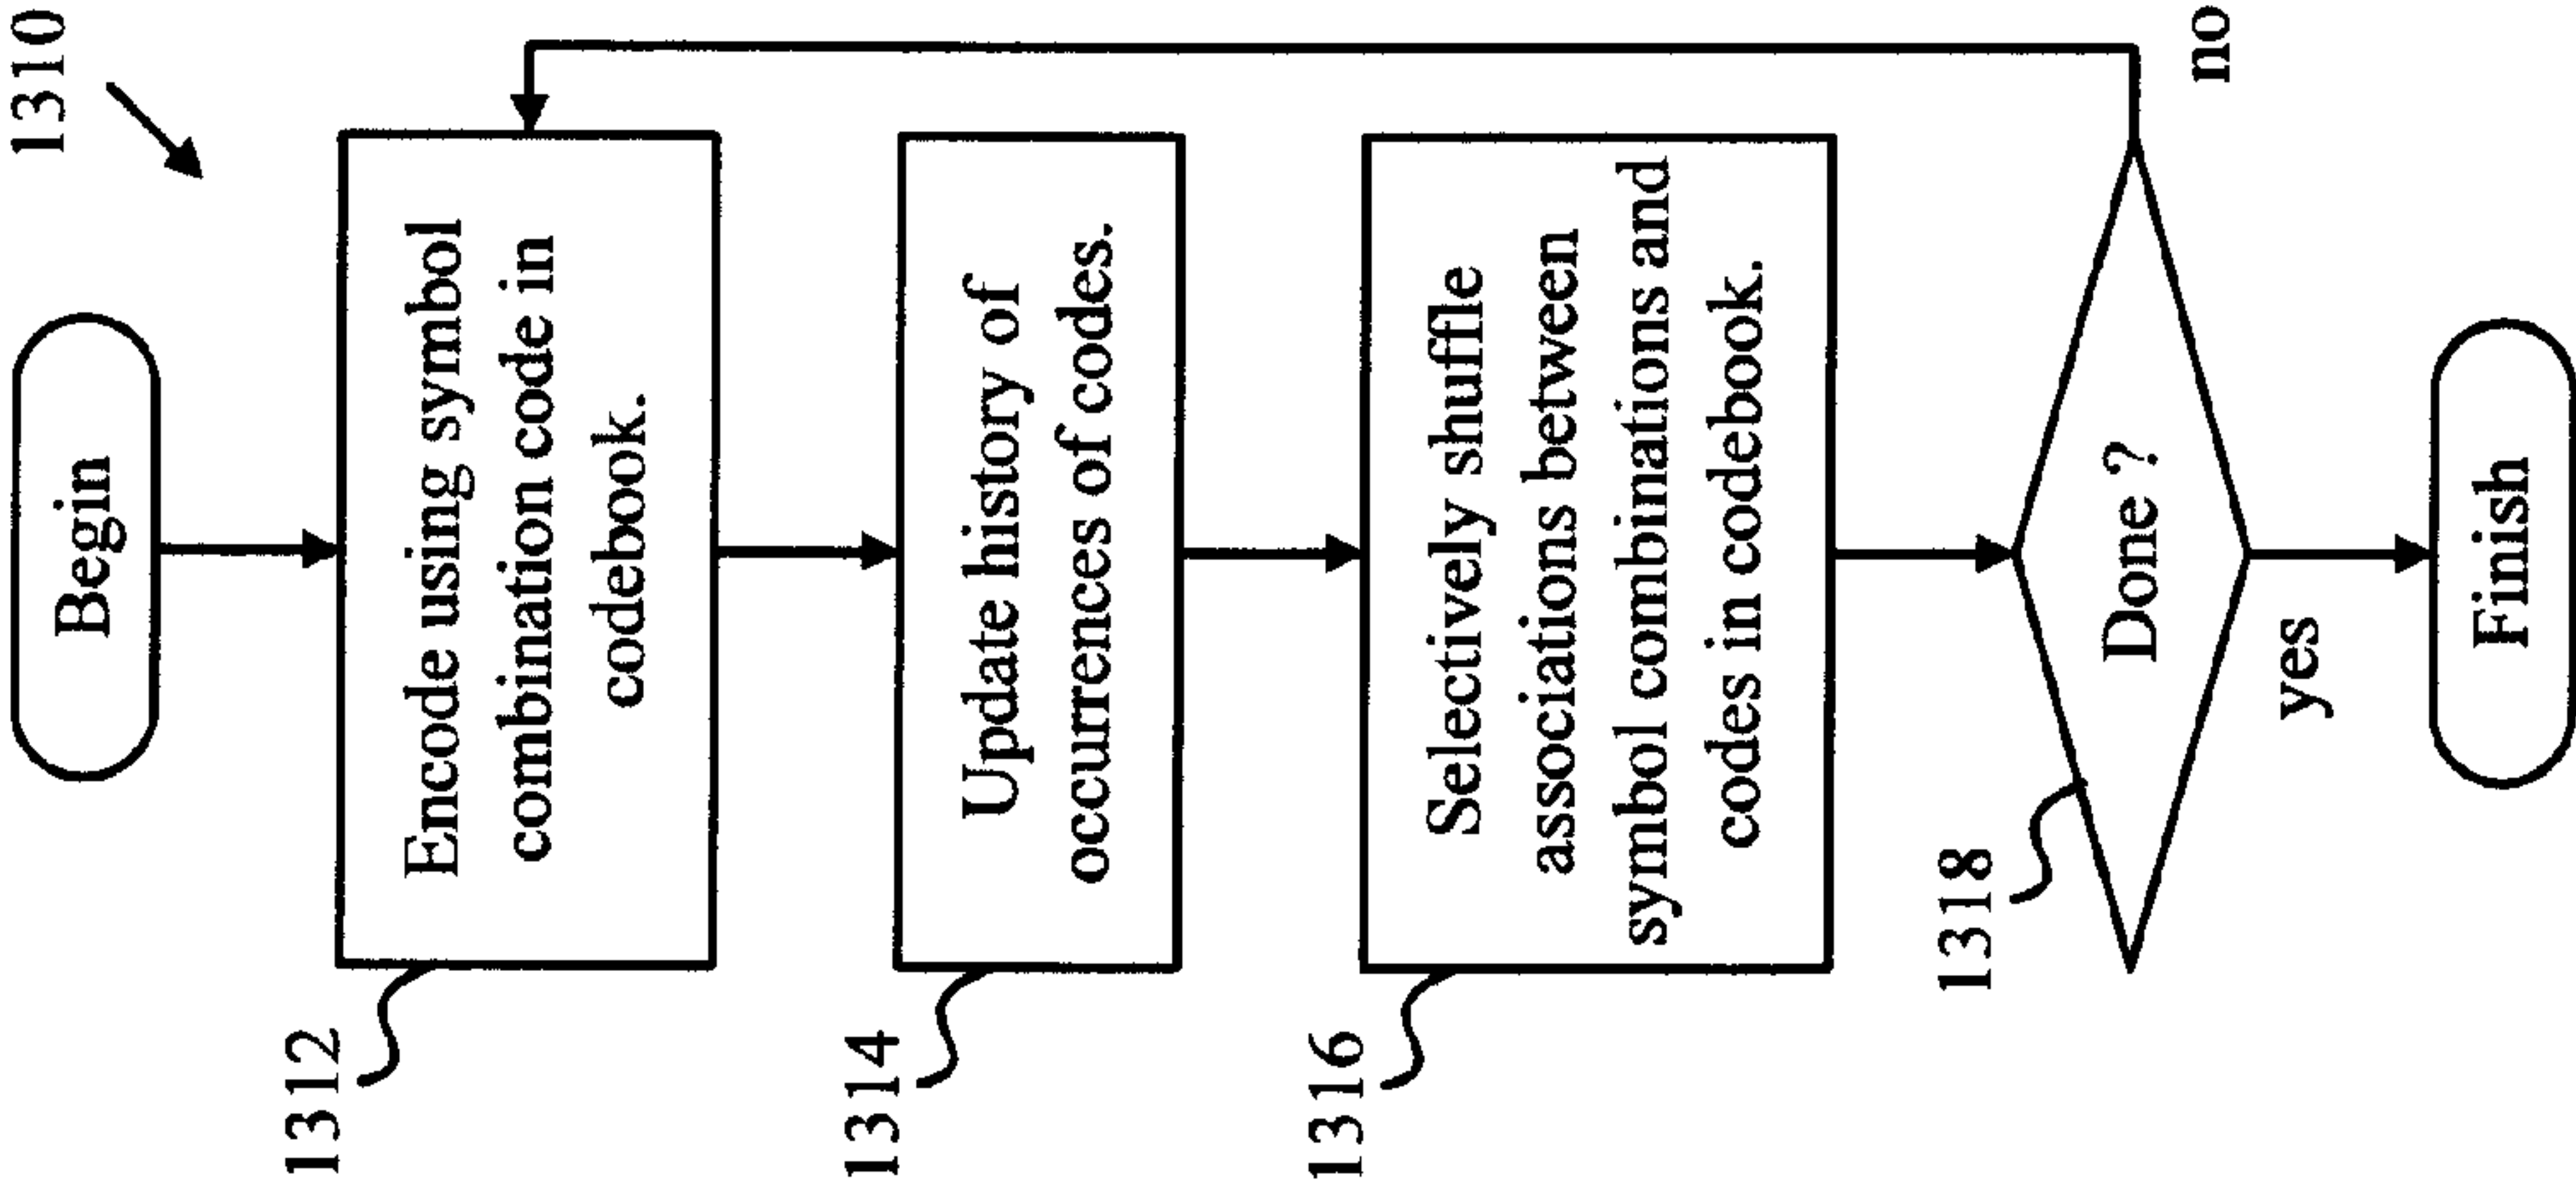 1310
Begin
1312
Encode using symbol
combination code in
codebook.
1314
Update history of
occurrences of codes.
1316
Selectively shuffle
associations between
symbol combinations and
codes in codebook.
1318
Done ?
no
yes
Finish